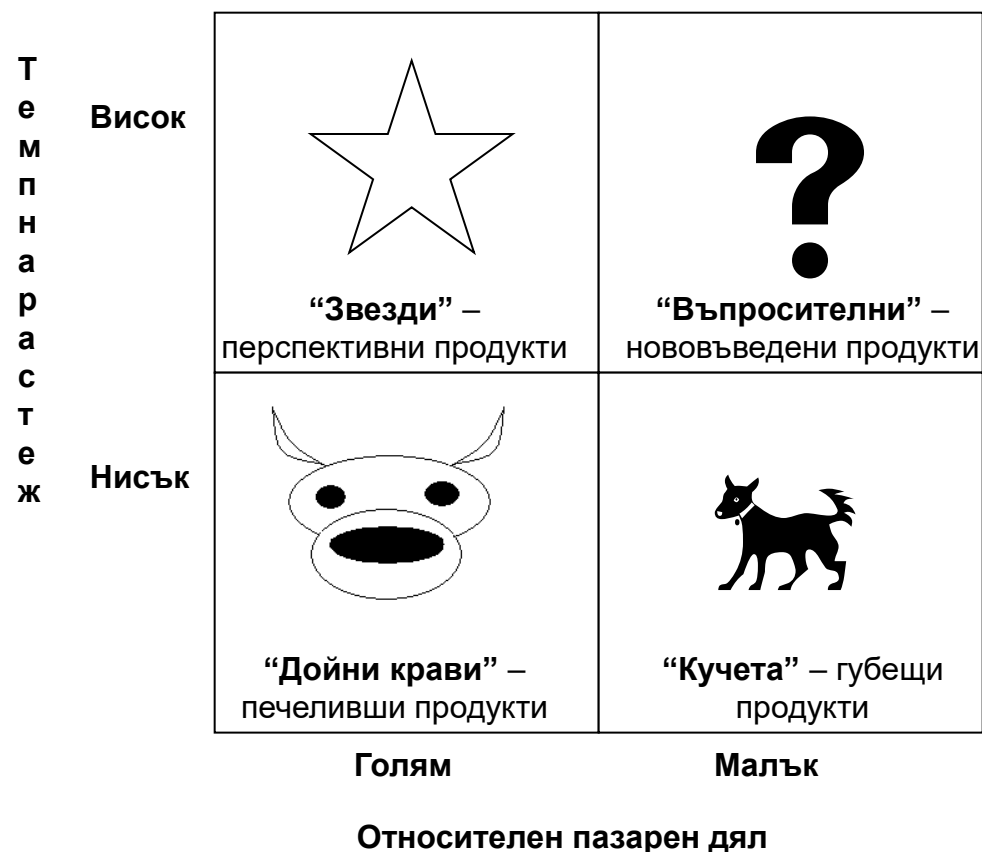 Темп на растеж
Висок
“Звезди” –
перспективни продукти
“Въпросителни” –
нововъведени продукти
Нисък
“Дойни крави” –
печеливши продукти
“Кучета” – губещи
продукти
Голям
Малък
Относителен пазарен дял